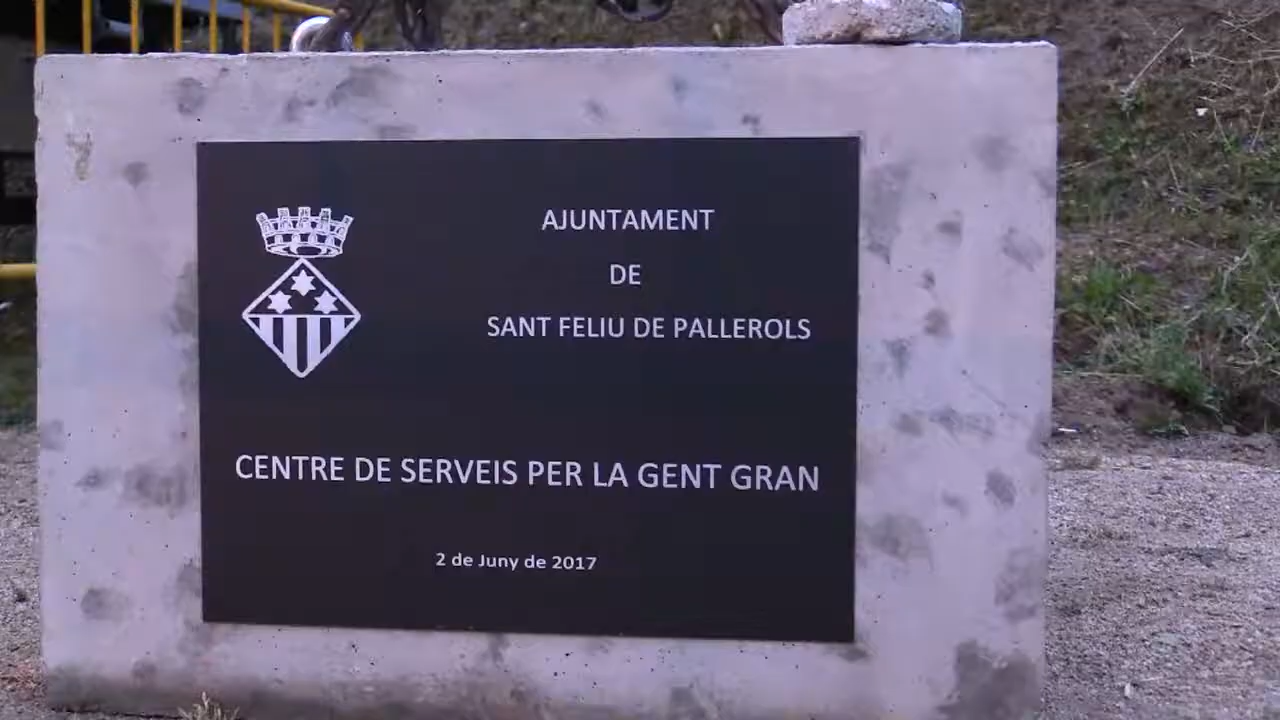 AJUNTAMENT
DE
SANT FELIU DE PALLEROLS
CENTRE DE SERVEIS PER LA GENT GRAN
2 de Juny de 2017